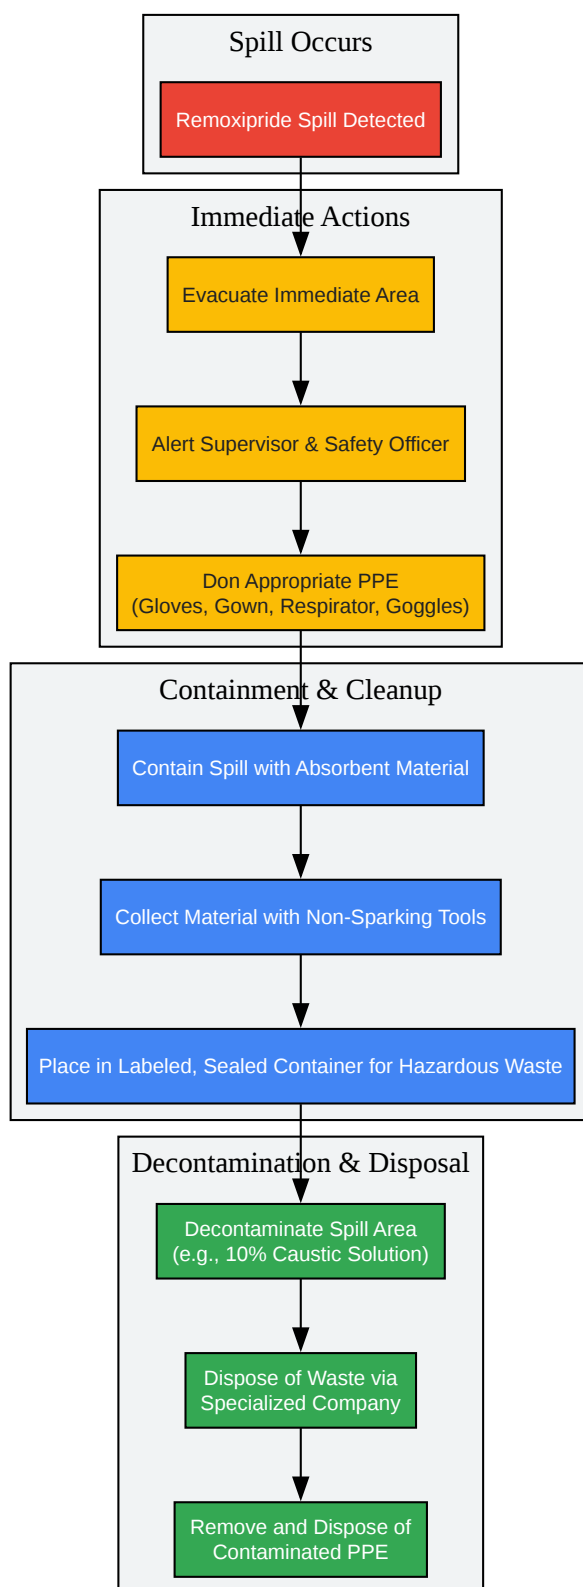 Spill Occurs
Remoxipride Spill Detected
Immediate Actions
Evacuate Immediate Area
Alert Supervisor & Safety Officer
Don Appropriate PPE
(Gloves, Gown, Respirator, Goggles)
Containment & Cleanup
Contain Spill with Absorbent Material
Collect Material with Non-Sparking Tools
Place in Labeled, Sealed Container for Hazardous Waste
Decontamination & Disposal
Decontaminate Spill Area
(e.g., 10% Caustic Solution)
Dispose of Waste via
Specialized Company
Remove and Dispose of
Contaminated PPE